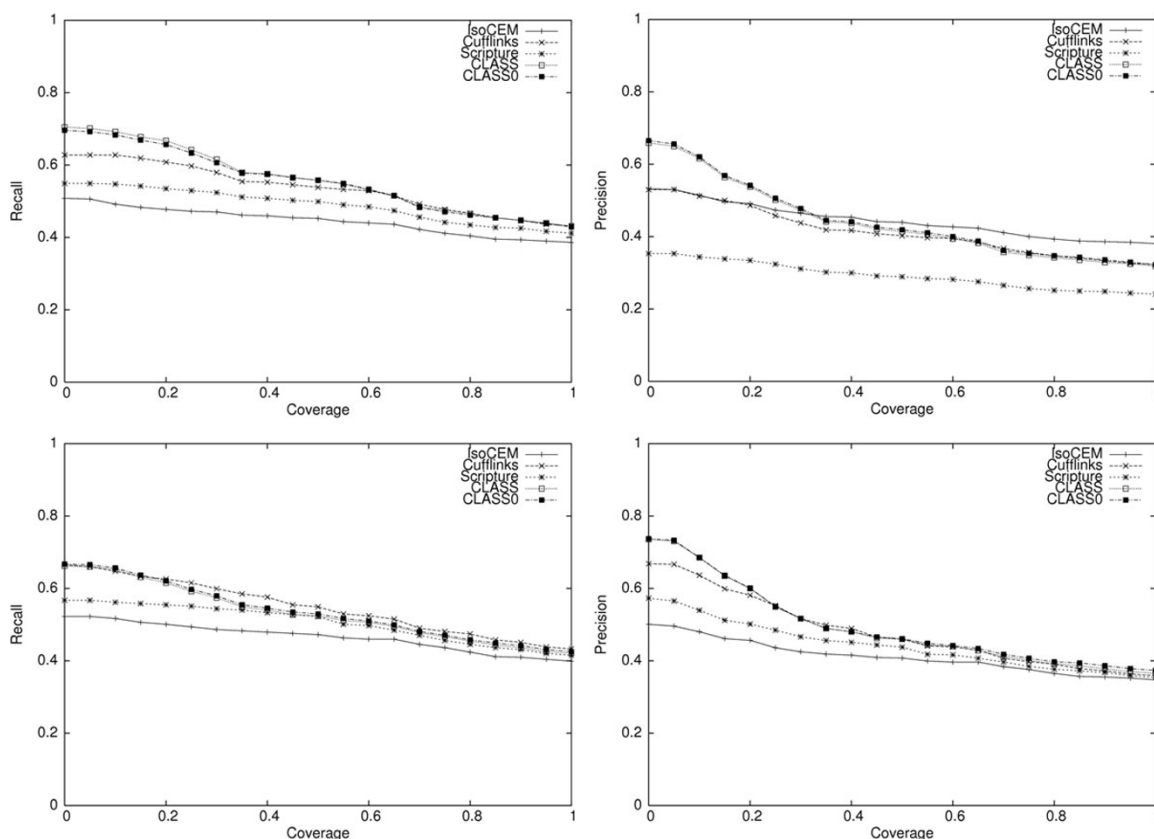 1
0.8
0.6
0.4
0.2
0
Recall
IsoCEM
Cufflinks
Scripture
CLASS
CLASS0
0 0.2 0.4 0.6 0.8 1
Coverage
1
0.8
0.6
0.4
0.2
0
Precision
IsoCEM
Cufflinks
Scripture
CLASS
CLASS0
0 0.2 0.4 0.6 0.8
Coverage
1
0.8
0.6
0.4
0.2
0
Recall
IsoCEM
Cufflinks
Scripture
CLASS
CLASS0
0 0.2 0.4 0.6 0.8 1
Coverage
1
0.8
0.6
0.4
0.2
0
Precision
IsoCEM
Cufflinks
Scripture
CLASS
CLASS0
0 0.2 0.4 0.6 0.8
Coverage